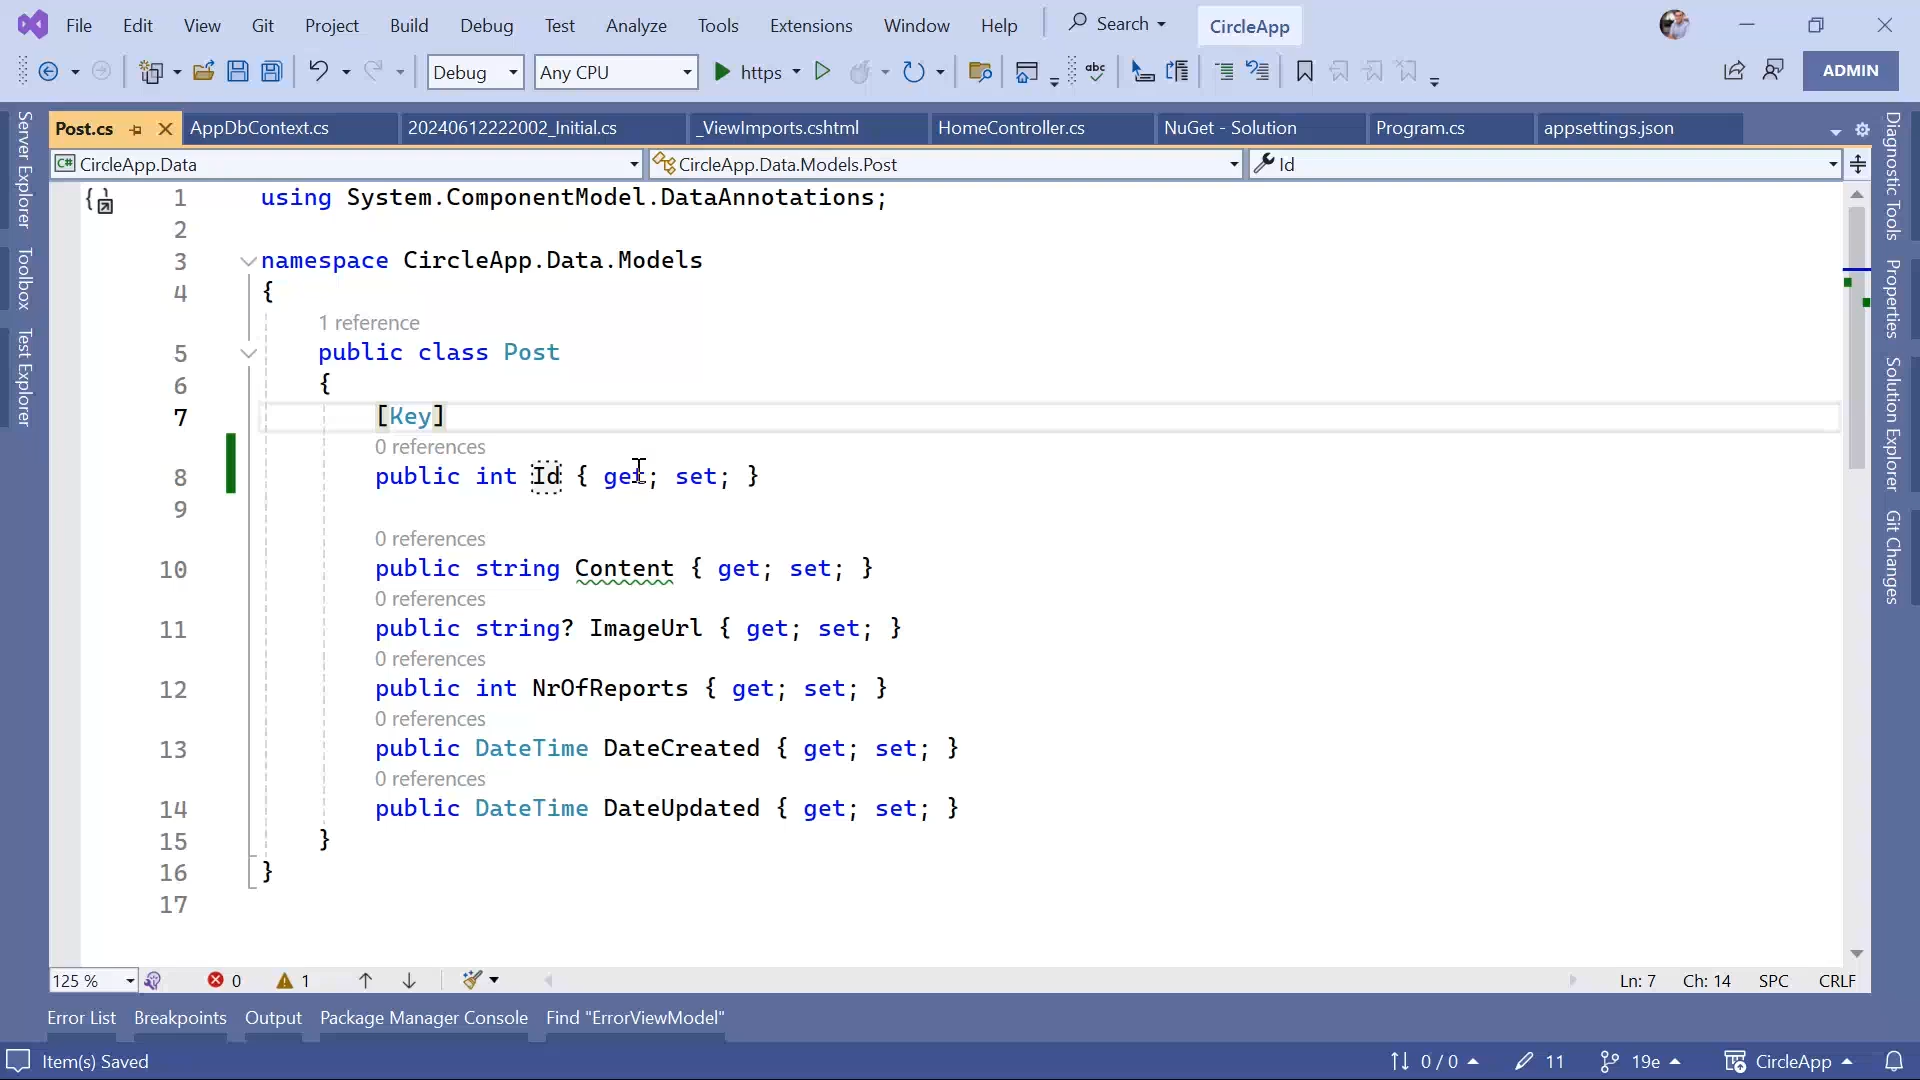 File Edit View Git Project Build Debug Test Analyze Tools Extensions Window Help Search CircleApp
Debug Any CPU https abc ADMIN
Post.cs AppDbContext.cs 20240612222002_Initial.cs _ViewImports.cshtml HomeController.cs NuGet - Solution Program.cs appsettings.json
C# CircleApp.Data CircleApp.Data.Models.Post Id
Server Explorer
Toolbox
Test Explorer
1 using System.ComponentModel.DataAnnotations;
2
3 namespace CircleApp.Data.Models
4 {
1 reference
5 public class Post
6 {
7 [Key]
0 references
8 public int Id { get; set; }
9
0 references
10 public string Content { get; set; }
0 references
11 public string? ImageUrl { get; set; }
0 references
12 public int NrOfReports { get; set; }
0 references
13 public DateTime DateCreated { get; set; }
0 references
14 public DateTime DateUpdated { get; set; }
15 }
16 }
17
Diagnostic Tools
Properties
Solution Explorer
Git Changes
125 % 0 1 Ln: 7 Ch: 14 SPC CRLF
Error List Breakpoints Output Package Manager Console Find "ErrorViewModel"
Item(s) Saved 0 / 0 11 19e CircleApp